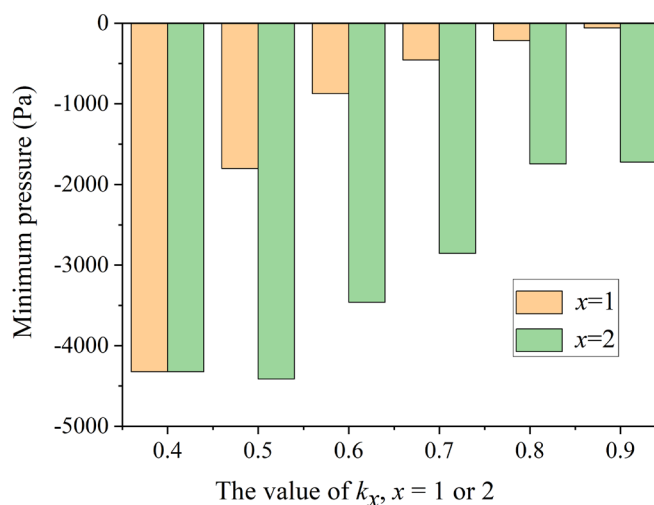 0
-1000
-2000
-3000
-4000
-5000
Minimum pressure (Pa)
x=1
x=2
0.4 0.5 0.6 0.7 0.8 0.9
The value of kx, x = 1 or 2